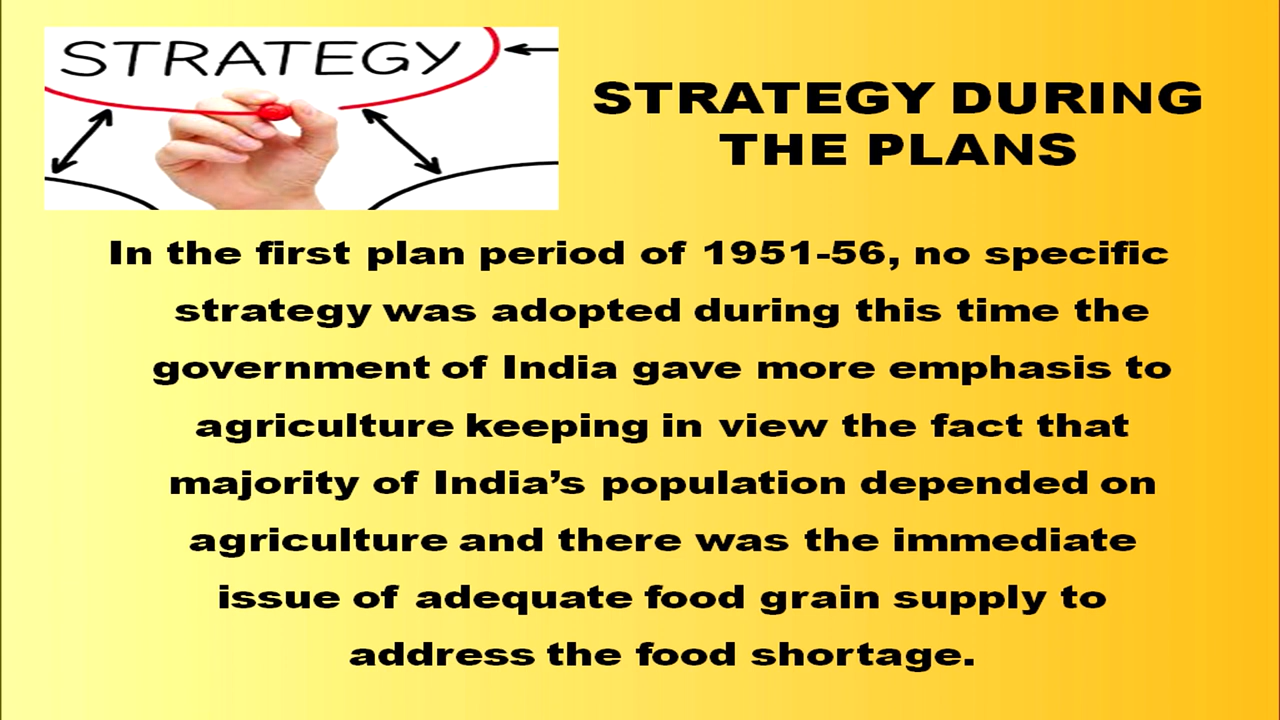 STRATEGY
STRATEGY DURING
THE PLANS
In the first plan period of 1951-56, no specific
strategy was adopted during this time the
government of India gave more emphasis to
agriculture keeping in view the fact that
majority of India’s population depended on
agriculture and there was the immediate
issue of adequate food grain supply to
address the food shortage.